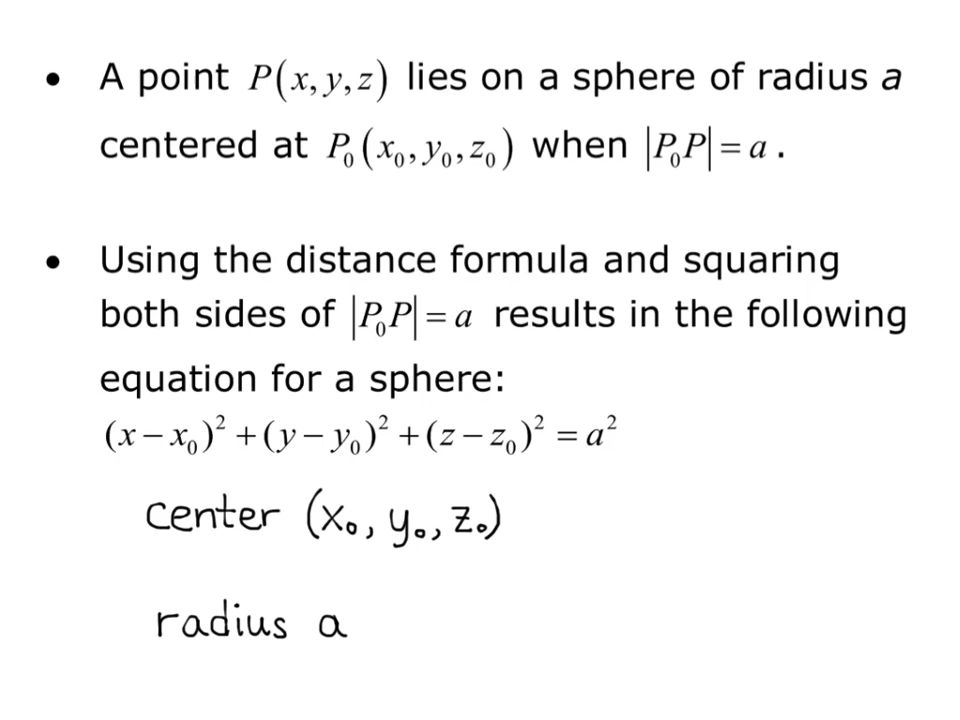 • A point P(x, y, z) lies on a sphere of radius a
centered at P₀(x₀, y₀, z₀) when |P₀P| = a .
• Using the distance formula and squaring
both sides of |P₀P| = a results in the following
equation for a sphere:
(x − x₀)² + (y − y₀)² + (z − z₀)² = a²
center (x₀, y₀, z₀)
radius a